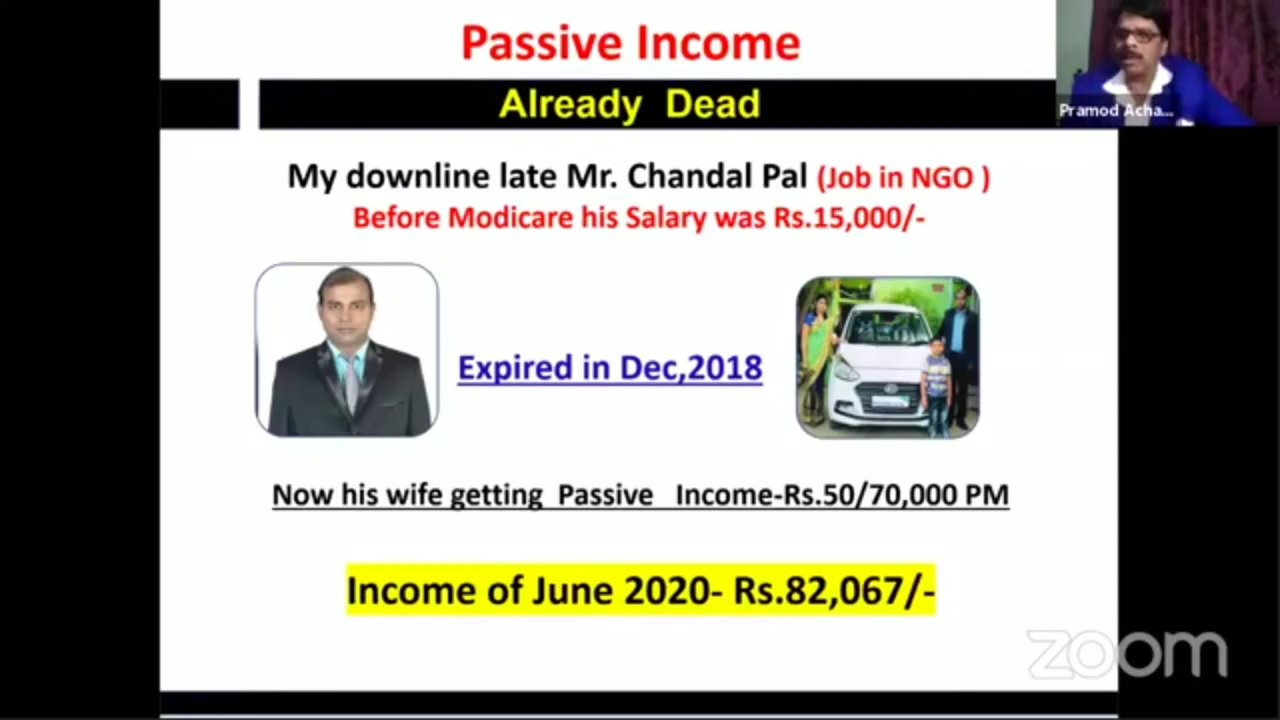 Passive Income
Already Dead
Pramod Acha...
My downline late Mr. Chandal Pal (Job in NGO )
Before Modicare his Salary was Rs.15,000/-
Expired in Dec,2018
Now his wife getting Passive Income-Rs.50/70,000 PM
Income of June 2020- Rs.82,067/-
zoom